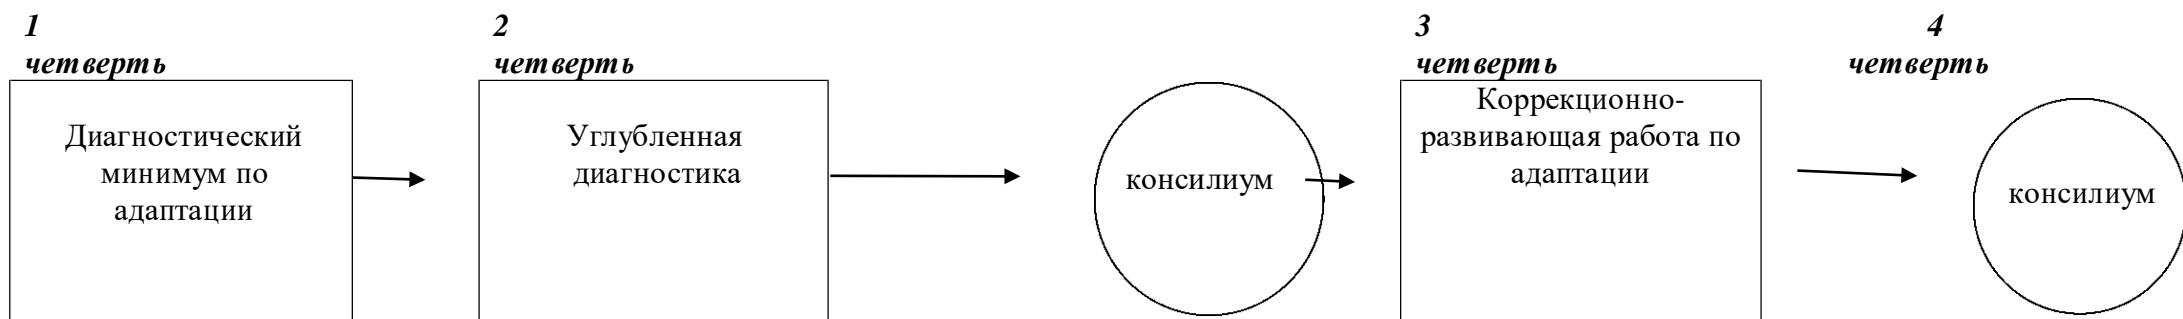 1
четверть
Диагностический
минимум по
адаптации
2
четверть
Углубленная
диагностика
консилиум
3
четверть
Коррекционно-
развивающая работа по
адаптации
4
четверть
консилиум